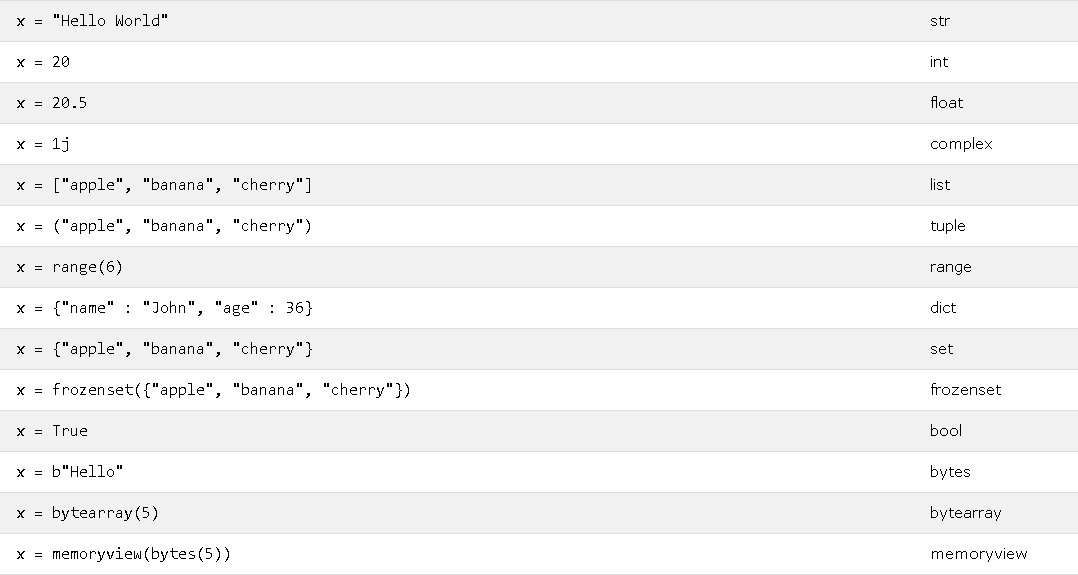 x = "Hello World" str
x = 20 int
x = 20.5 float
x = 1j complex
x = ["apple", "banana", "cherry"] list
x = ("apple", "banana", "cherry") tuple
x = range(6) range
x = {"name" : "John", "age" : 36} dict
x = {"apple", "banana", "cherry"} set
x = frozenset({"apple", "banana", "cherry"}) frozenset
x = True bool
x = b"Hello" bytes
x = bytearray(5) bytearray
x = memoryview(bytes(5)) memoryview